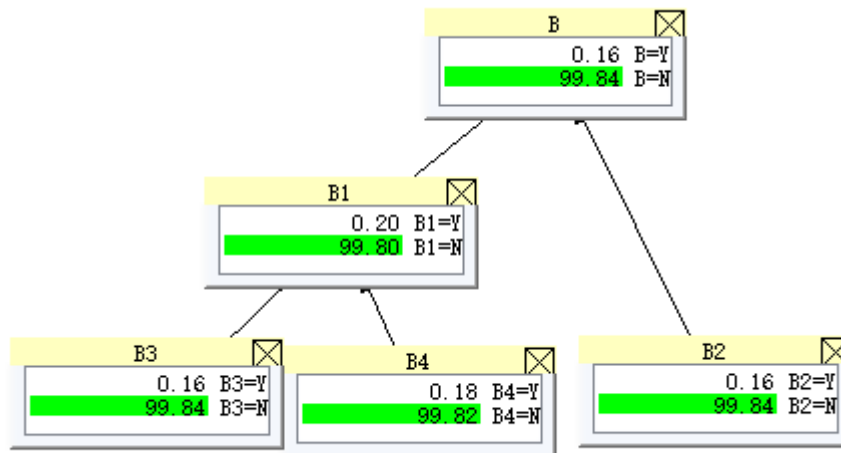 B
0.16 B=Y
99.84 B=N
B1
0.20 B1=Y
99.80 B1=N
B3
0.16 B3=Y
99.84 B3=N
B4
0.18 B4=Y
99.82 B4=N
B2
0.16 B2=Y
99.84 B2=N